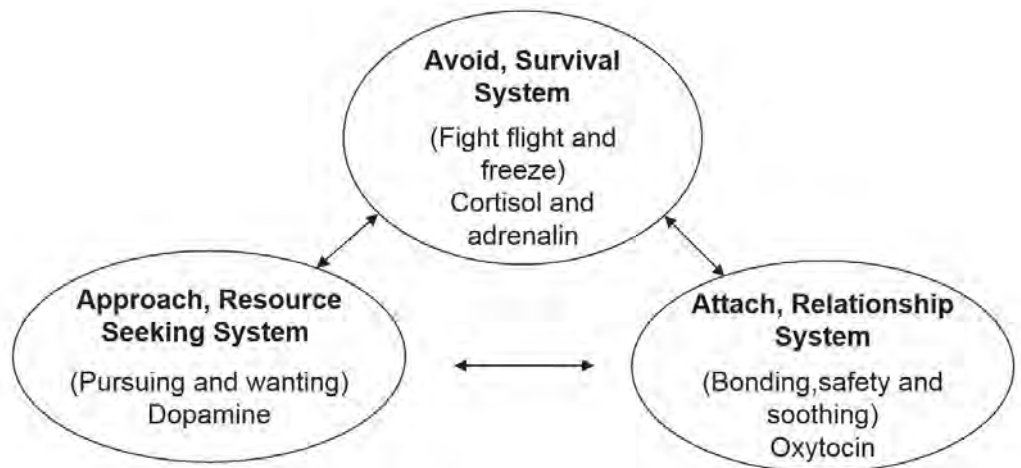 Avoid, Survival
System
(Fight flight and
freeze)
Cortisol and
adrenalin
Approach, Resource
Seeking System
(Pursuing and wanting)
Dopamine
Attach, Relationship
System
(Bonding,safety and
soothing)
Oxytocin